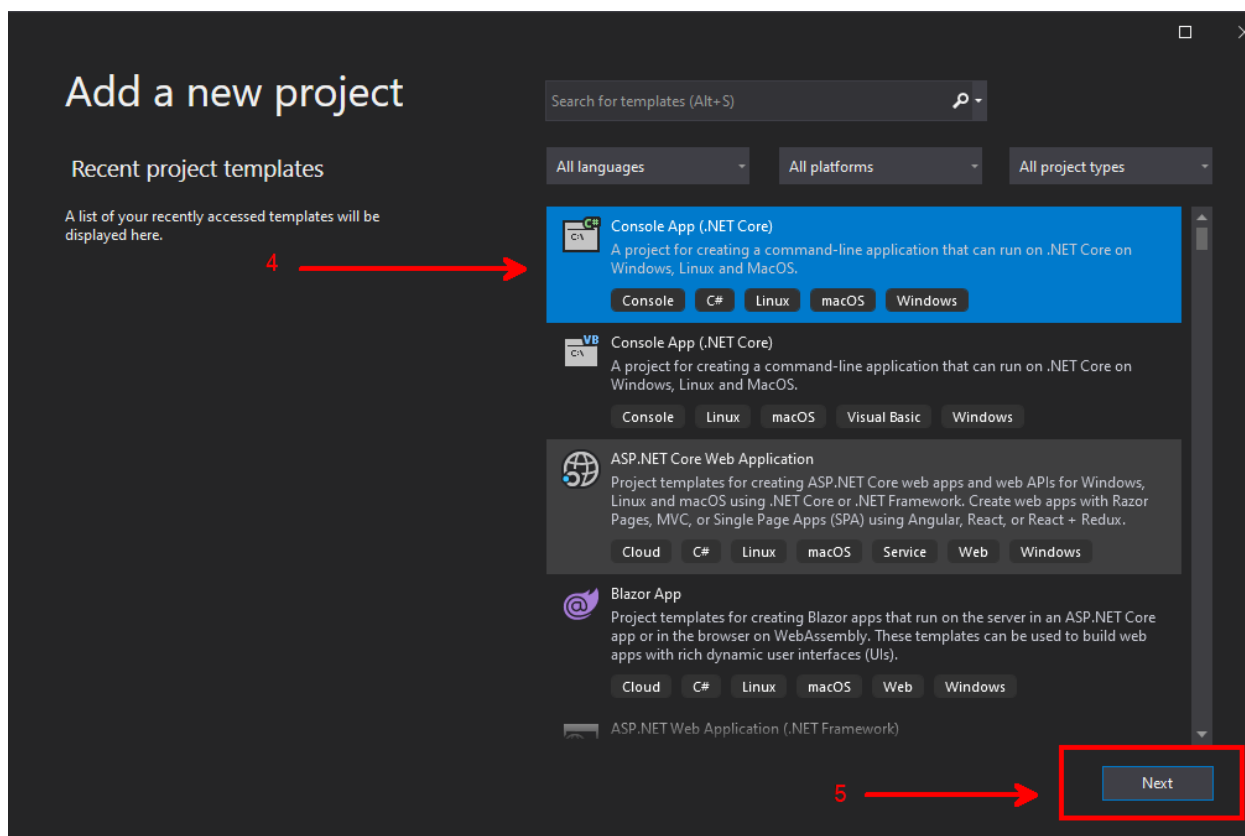 Add a new project
Search for templates (Alt+S)
Recent project templates
All languages
All platforms
All project types
A list of your recently accessed templates will be
displayed here.
4
C#
C:\
Console App (.NET Core)
A project for creating a command-line application that can run on .NET Core on
Windows, Linux and MacOS.
Console C# Linux macOS Windows
VB
C:\
Console App (.NET Core)
A project for creating a command-line application that can run on .NET Core on
Windows, Linux and MacOS.
Console Linux macOS Visual Basic Windows
ASP.NET Core Web Application
Project templates for creating ASP.NET Core web apps and web APIs for Windows,
Linux and macOS using .NET Core or .NET Framework. Create web apps with Razor
Pages, MVC, or Single Page Apps (SPA) using Angular, React, or React + Redux.
Cloud C# Linux macOS Service Web Windows
Blazor App
Project templates for creating Blazor apps that run on the server in an ASP.NET Core
app or in the browser on WebAssembly. These templates can be used to build web
apps with rich dynamic user interfaces (UIs).
Cloud C# Linux macOS Web Windows
ASP.NET Web Application (.NET Framework)
5
Next